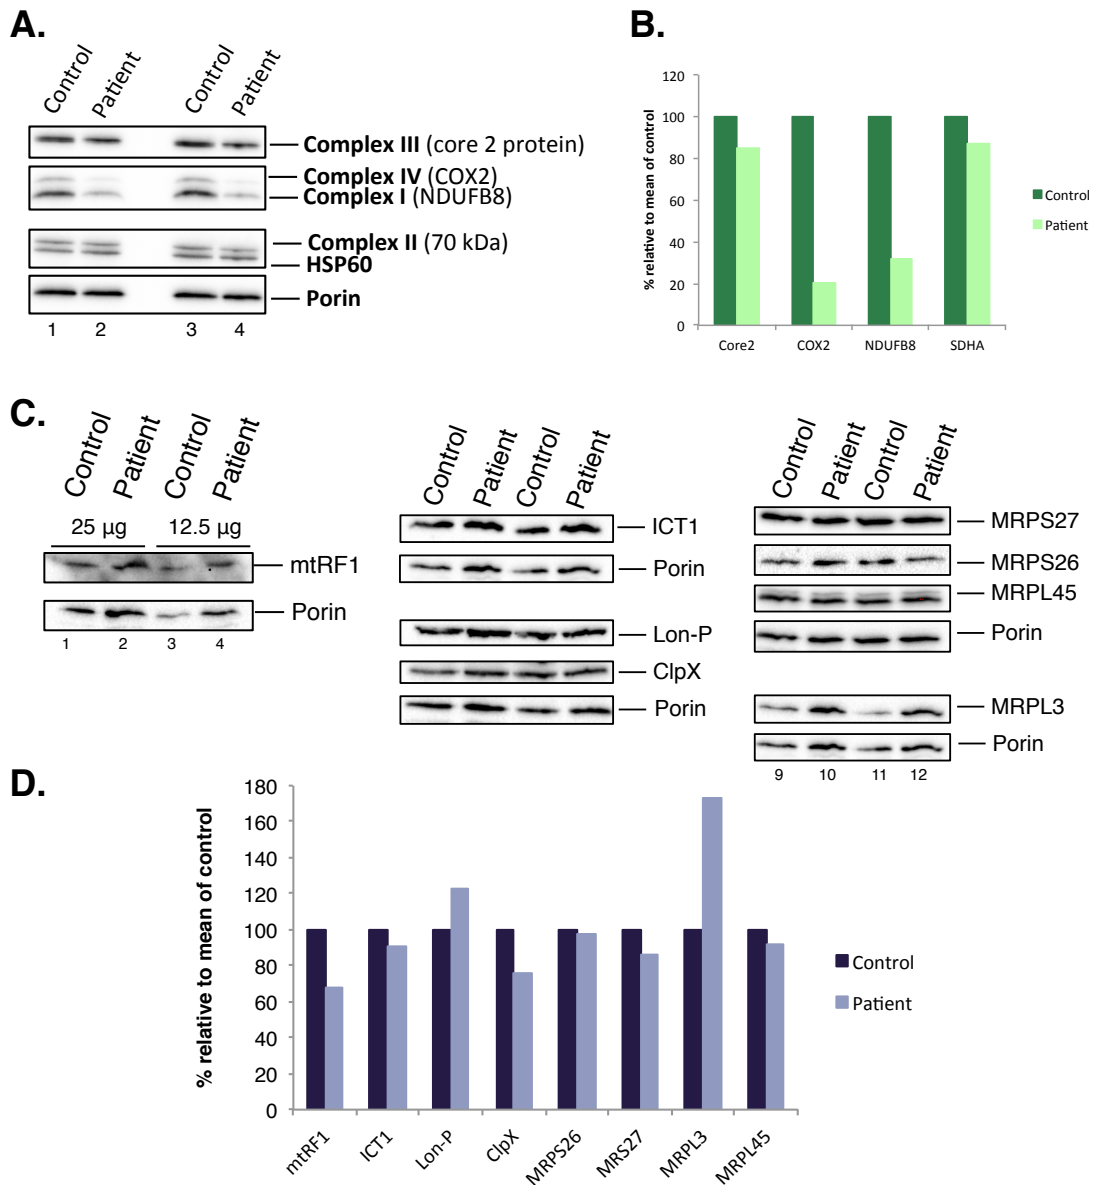 A.
Control Patient Control Patient
Complex III (core 2 protein)
Complex IV (COX2)
Complex I (NDUFB8)
Complex II (70 kDa)
HSP60
Porin
1 2 3 4
B.
% relative to mean of control
120
100
80
60
40
20
0
Core2 COX2 NDUFB8 SDHA
Control
Patient
C.
Control Patient Control Patient
25 µg 12.5 µg
mtRF1
Porin
1 2 3 4
Control Patient Control Patient
ICT1
Porin
Lon-P
ClpX
Porin
Control Patient Control Patient
MRPS27
MRPS26
MRPL45
Porin
MRPL3
Porin
9 10 11 12
D.
% relative to mean of control
180
160
140
120
100
80
60
40
20
0
mtRF1 ICT1 Lon-P ClpX MRPS26 MRS27 MRPL3 MRPL45
Control
Patient